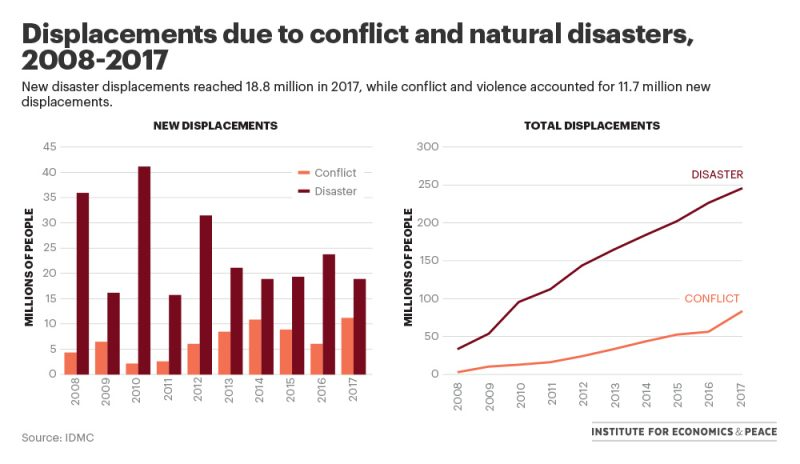 Displacements due to conflict and natural disasters,
2008-2017
New disaster displacements reached 18.8 million in 2017, while conflict and violence accounted for 11.7 million new
displacements.
NEW DISPLACEMENTS
MILLIONS OF PEOPLE
45
40
35
30
25
20
15
10
5
0
Conflict
Disaster
2008
2009
2010
2011
2012
2013
2014
2015
2016
2017
TOTAL DISPLACEMENTS
MILLIONS OF PEOPLE
300
250
200
150
100
50
0
DISASTER
CONFLICT
2008
2009
2010
2011
2012
2013
2014
2015
2016
2017
Source: IDMC
INSTITUTE FOR ECONOMICS & PEACE